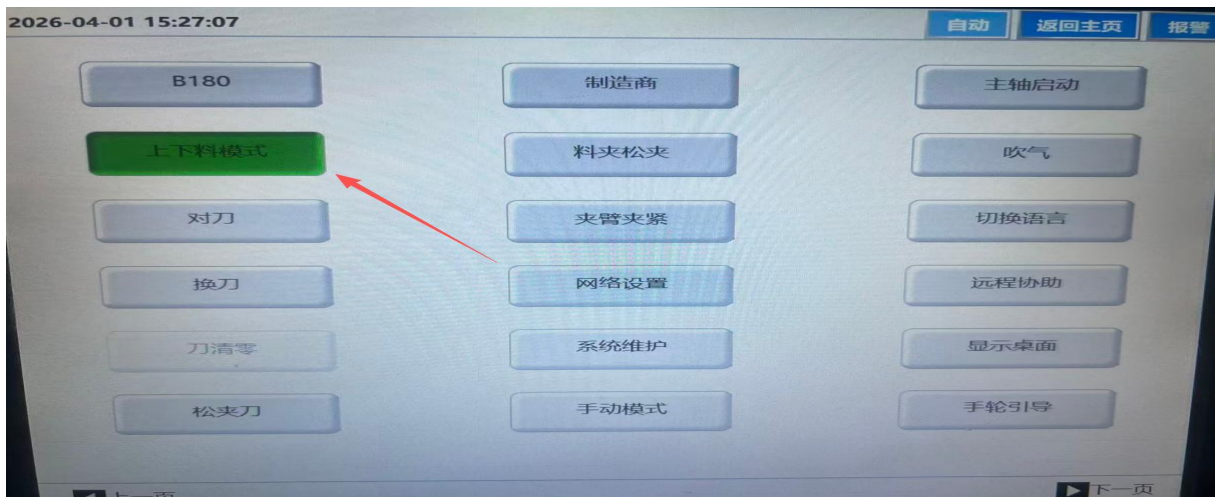 2026-04-01 15:27:07 自动 返回主页 报警
B180 制造商 主轴启动
上下料模式 料夹松夹 吹气
对刀 夹臂夹紧 切换语言
换刀 网络设置 远程协助
刀清零 系统维护 显示桌面
松夹刀 手动模式 手轮引导
上一页 下一页